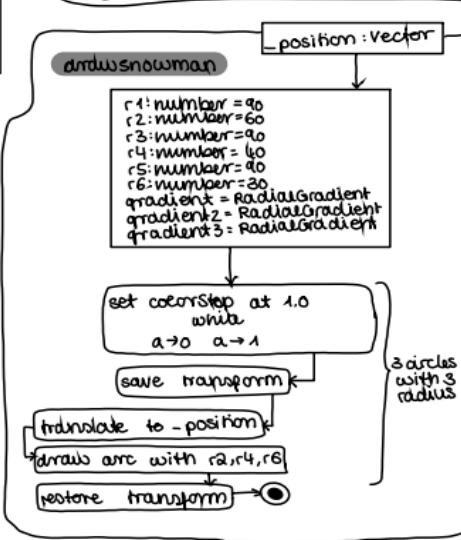 _position:Vector
drawsnowman
r1:number=90
r2:number=60
r3:number=90
r4:number=40
r5:number=90
r6:number=30
gradient = RadialGradient
gradient2 = RadialGradient
gradient3 = RadialGradient
set colorStop at 1.0
white
a→0 a→1
save transform
translate to _position
draw arc with r2,r4,r6
restore transform
3 circles
with 3
radius